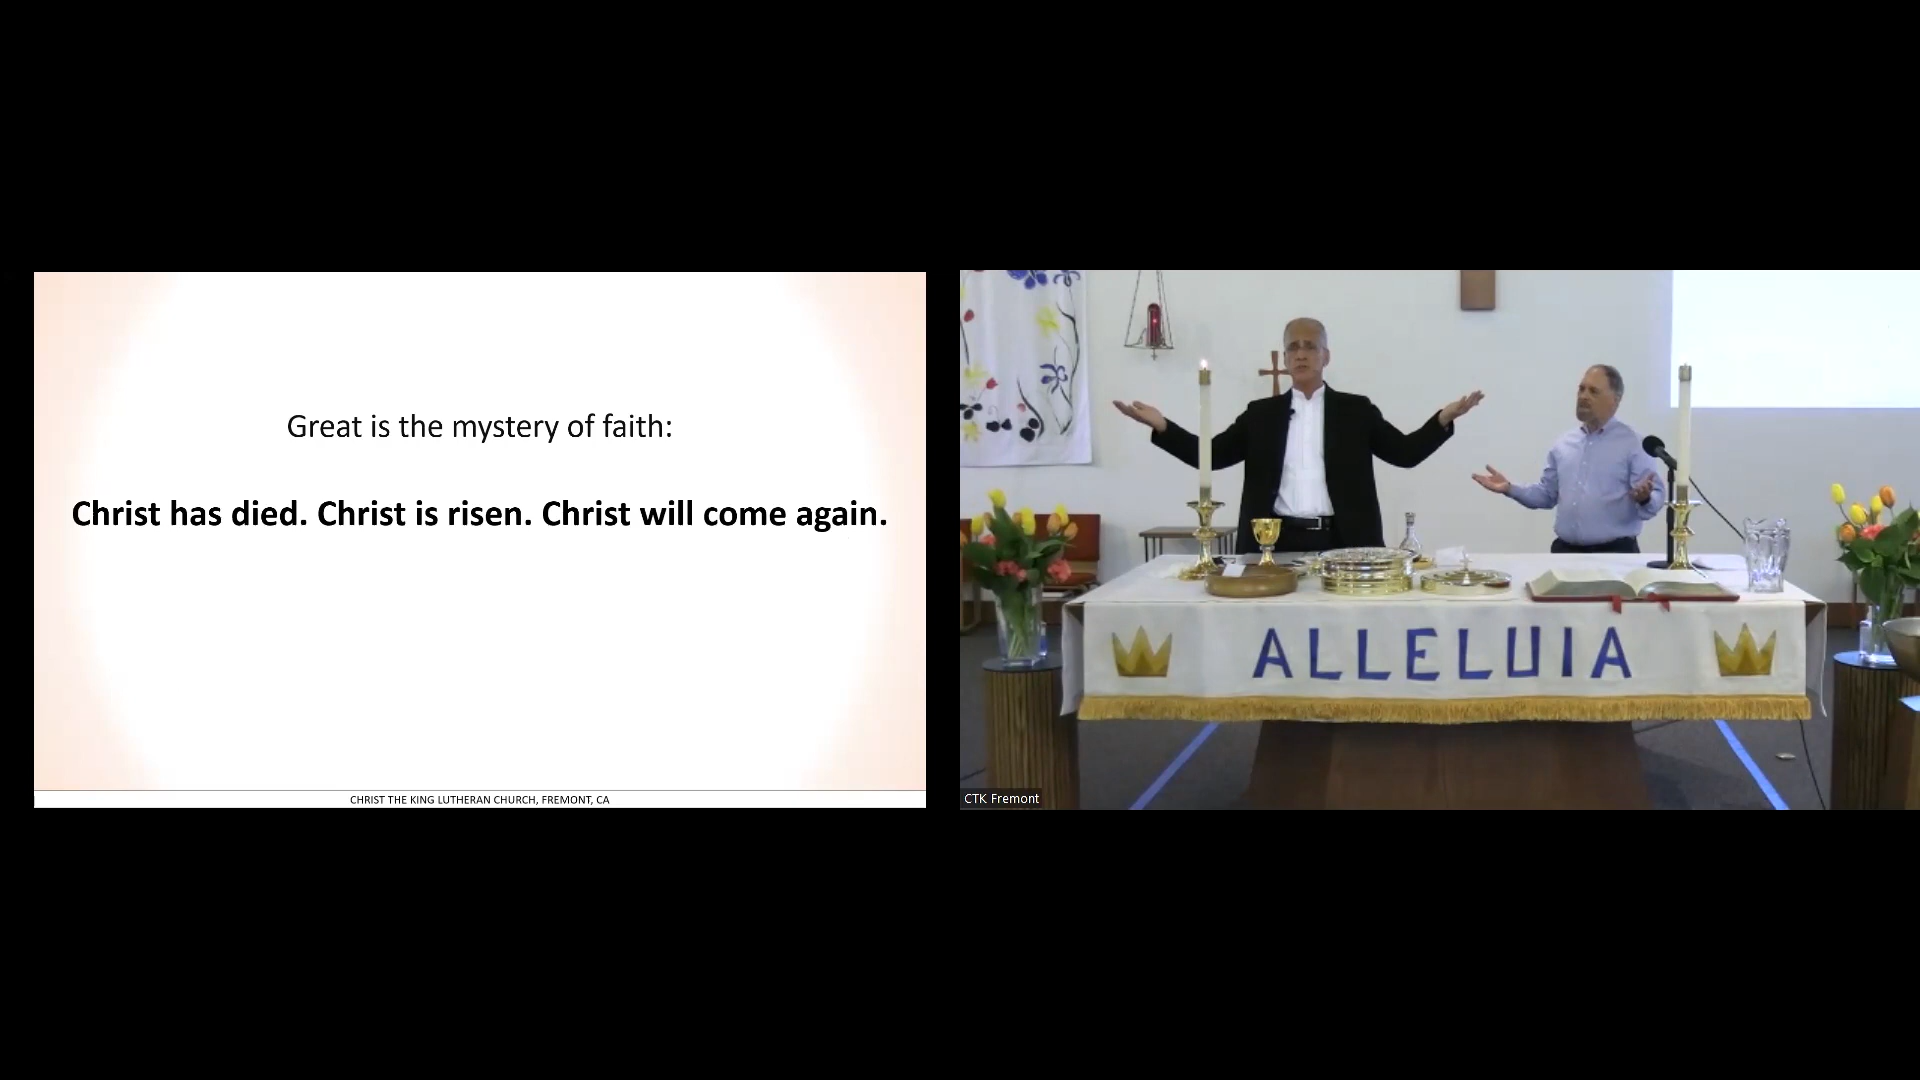 Great is the mystery of faith:
Christ has died. Christ is risen. Christ will come again.
CHRIST THE KING LUTHERAN CHURCH, FREMONT, CA
ALLELUIA
CTK Fremont